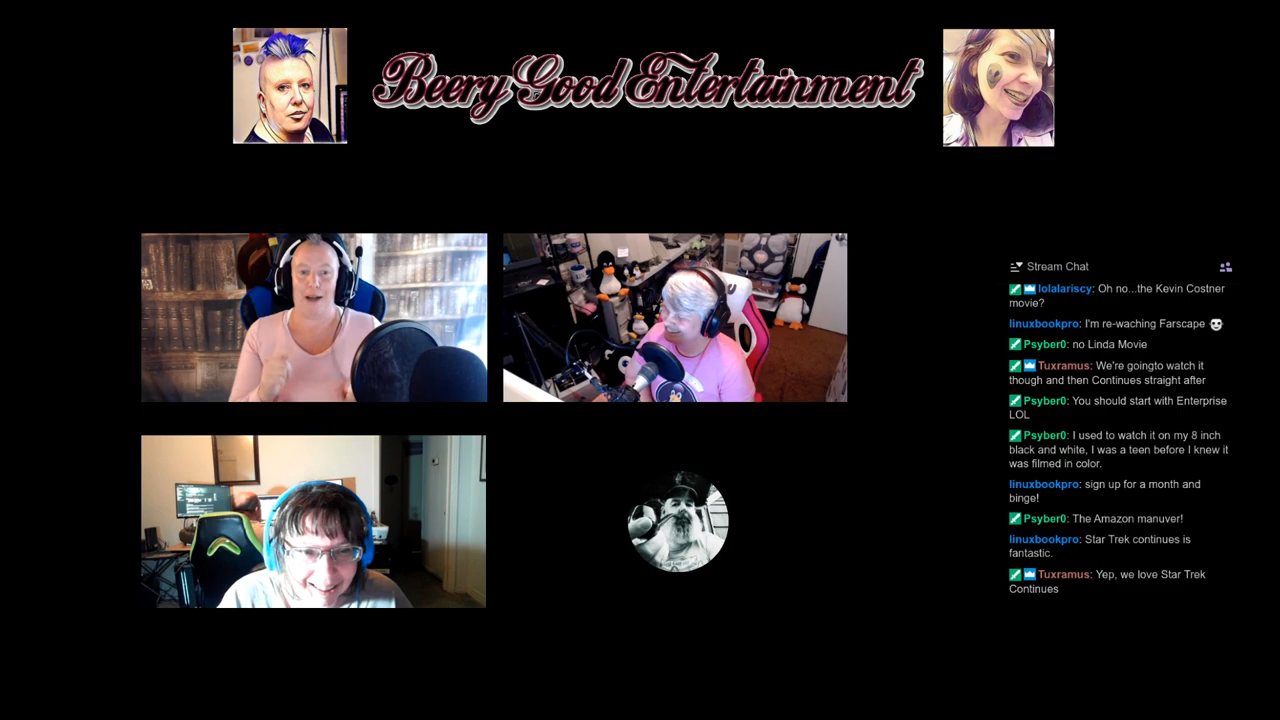 Beery Good Entertainment
Stream Chat
lolalariscy: Oh no...the Kevin Costner
movie?
linuxbookpro: I'm re-waching Farscape
Psyber0: no Linda Movie
Tuxramus: We're goingto watch it
though and then Continues straight after
Psyber0: You should start with Enterprise
LOL
Psyber0: I used to watch it on my 8 inch
black and white, I was a teen before I knew it
was filmed in color.
linuxbookpro: sign up for a month and
binge!
Psyber0: The Amazon manuver!
linuxbookpro: Star Trek continues is
fantastic.
Tuxramus: Yep, we love Star Trek
Continues